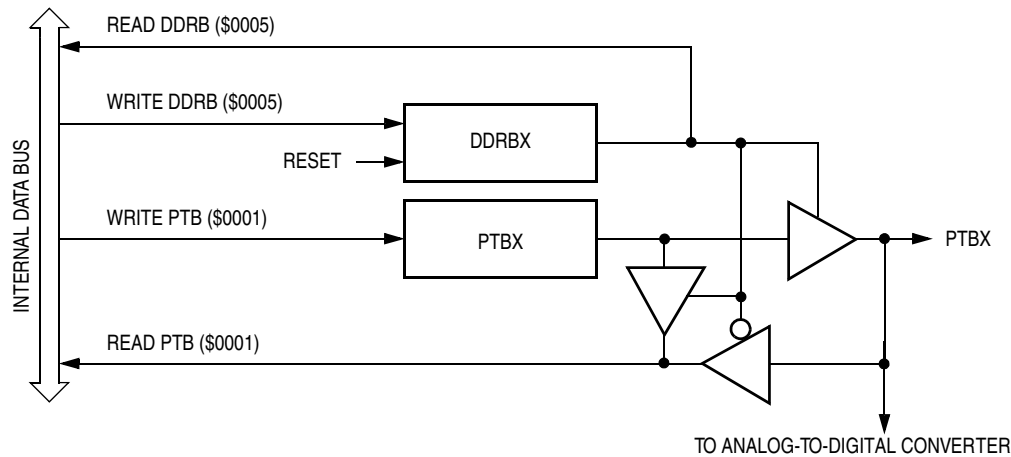 READ DDRB ($0005)
WRITE DDRB ($0005)
DDRBX
RESET
INTERNAL DATA BUS
WRITE PTB ($0001)
PTBX
PTBX
READ PTB ($0001)
TO ANALOG-TO-DIGITAL CONVERTER